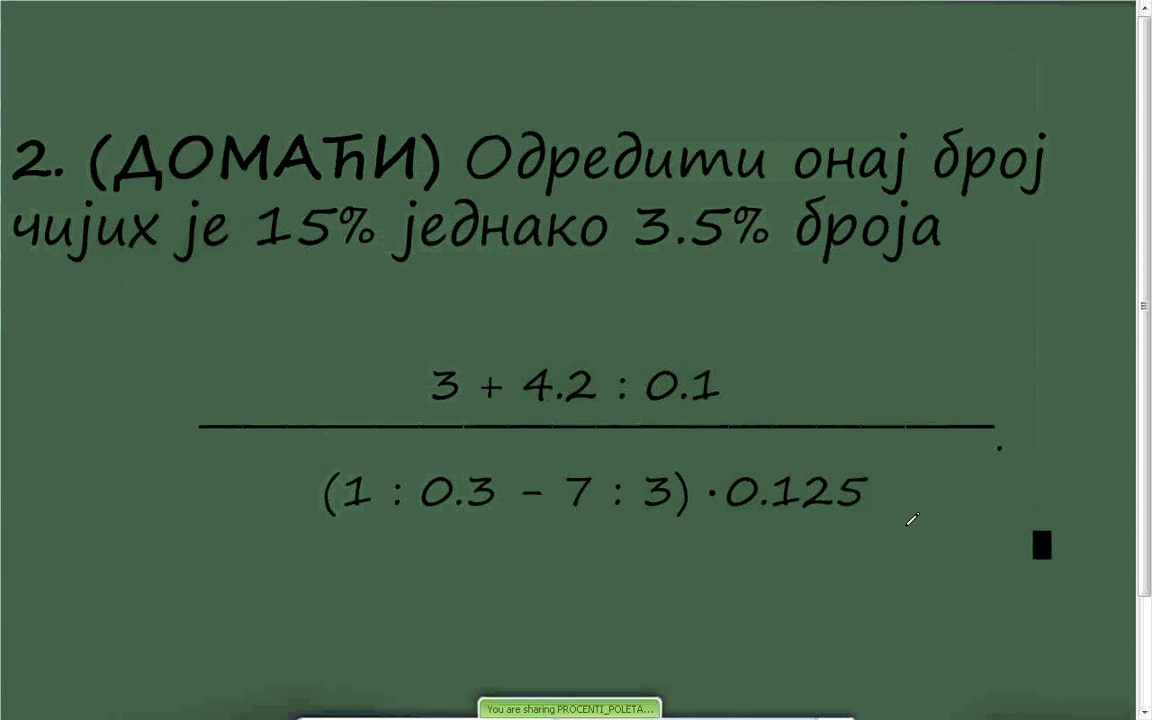 2. (ДОМАЋИ) Одредити онај број
чијих је 15% једнако 3.5% броја
3 + 4.2 : 0.1
(1 : 0.3 - 7 : 3) · 0.125
.
You are sharing PROCENTI_POLETA...